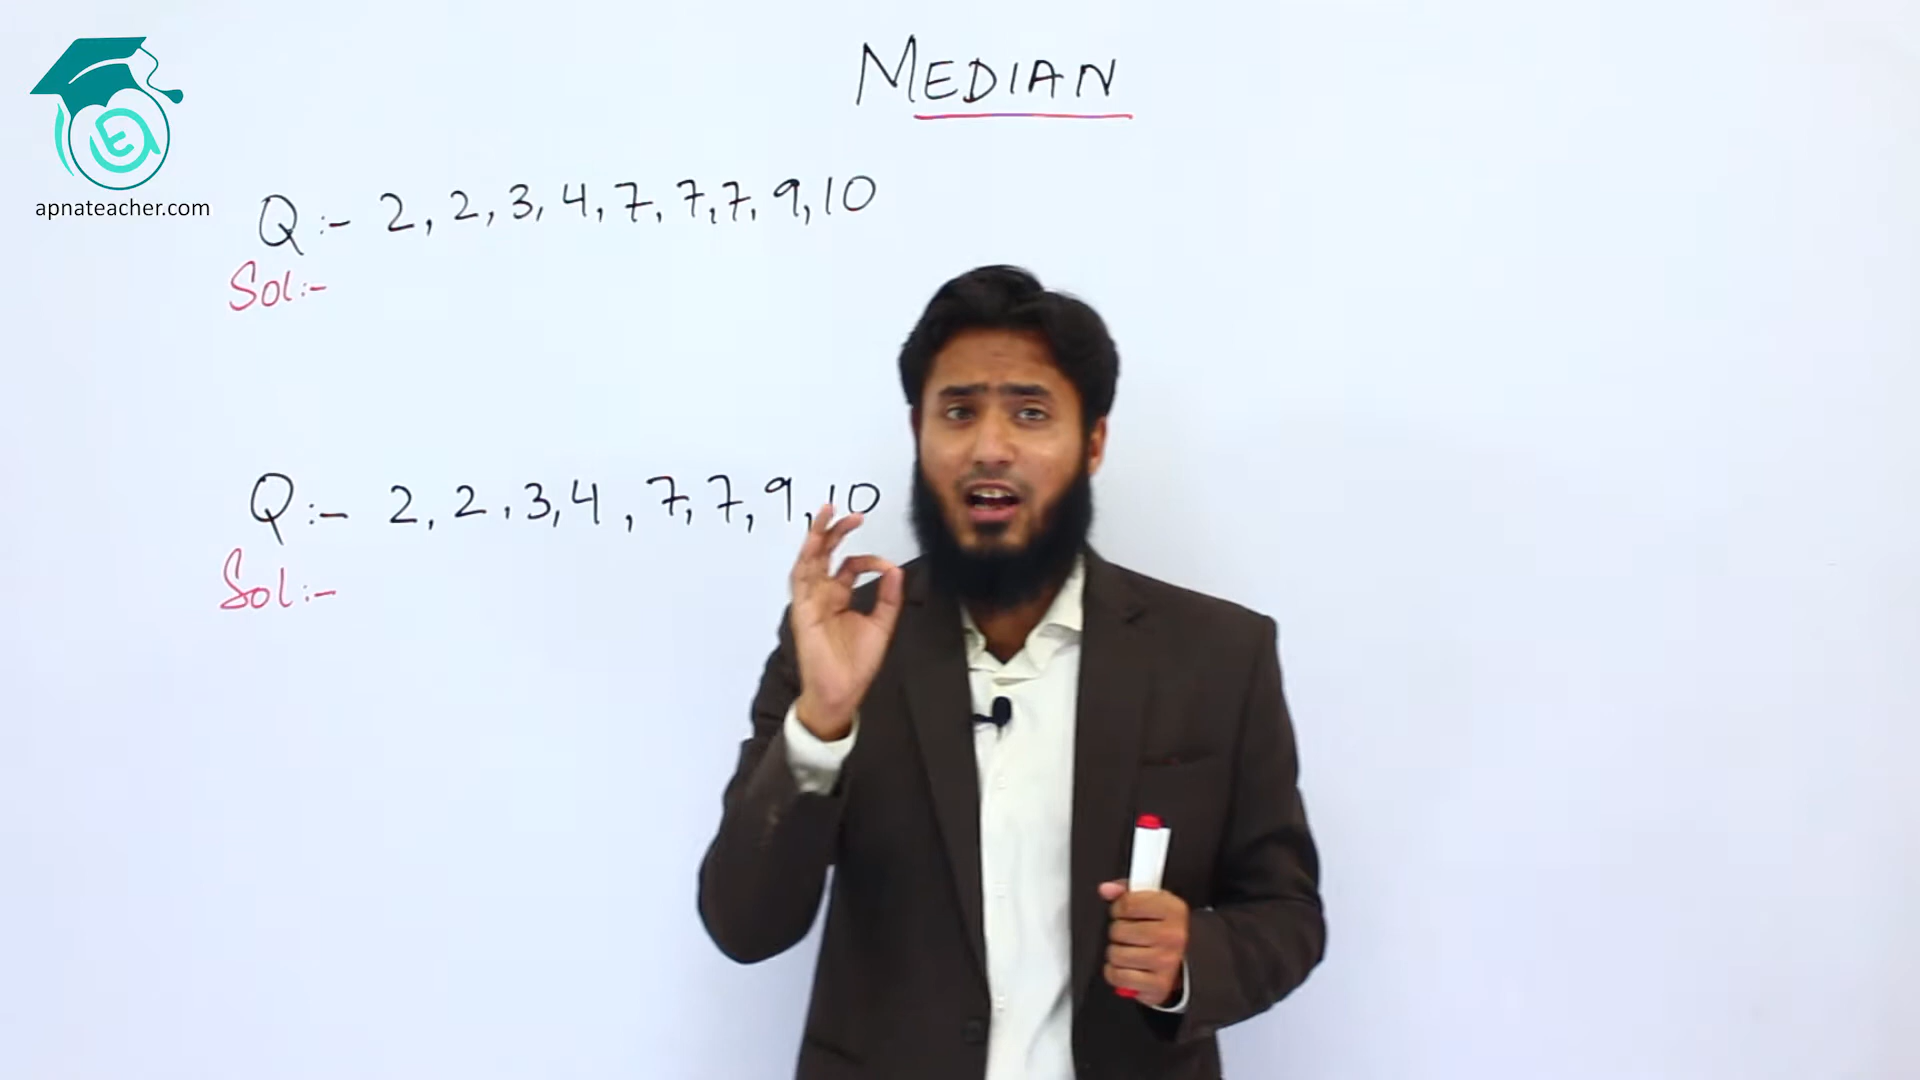 MEDIAN
apnateacher.com
Q:- 2, 2, 3, 4, 7, 7, 7, 9, 10
Sol:-
Q:- 2, 2, 3, 4, 7, 7, 9, 10
Sol:-